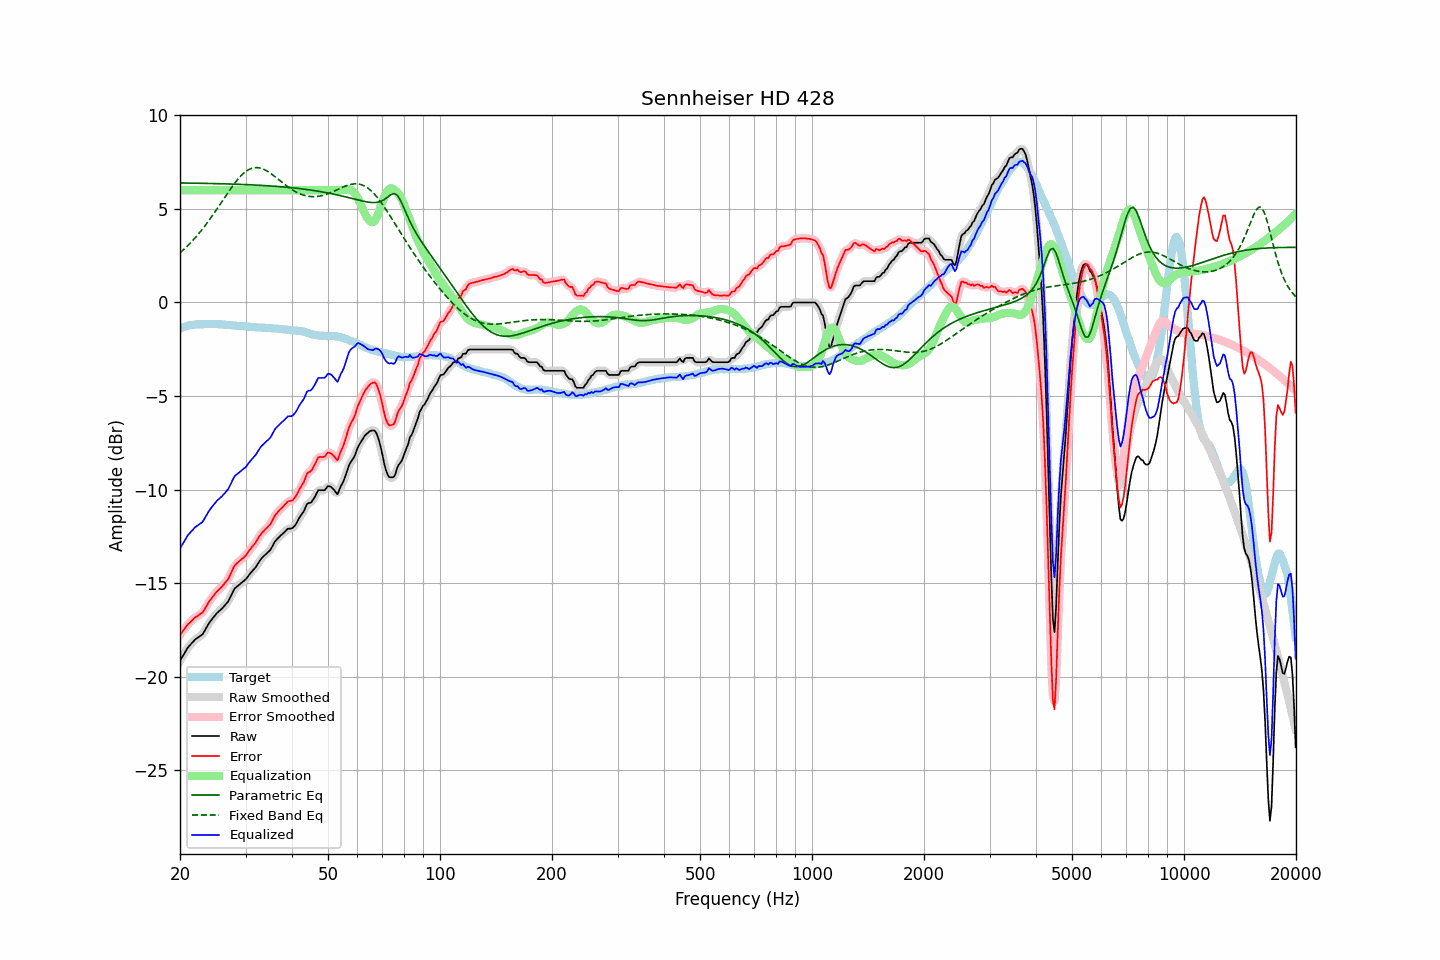 Sennheiser HD 428
10
5
0
−5
−10
−15
−20
−25
Amplitude (dBr)
Target
Raw Smoothed
Error Smoothed
Raw
Error
Equalization
Parametric Eq
Fixed Band Eq
Equalized
20 50 100 200 500 1000 2000 5000 10000 20000
Frequency (Hz)